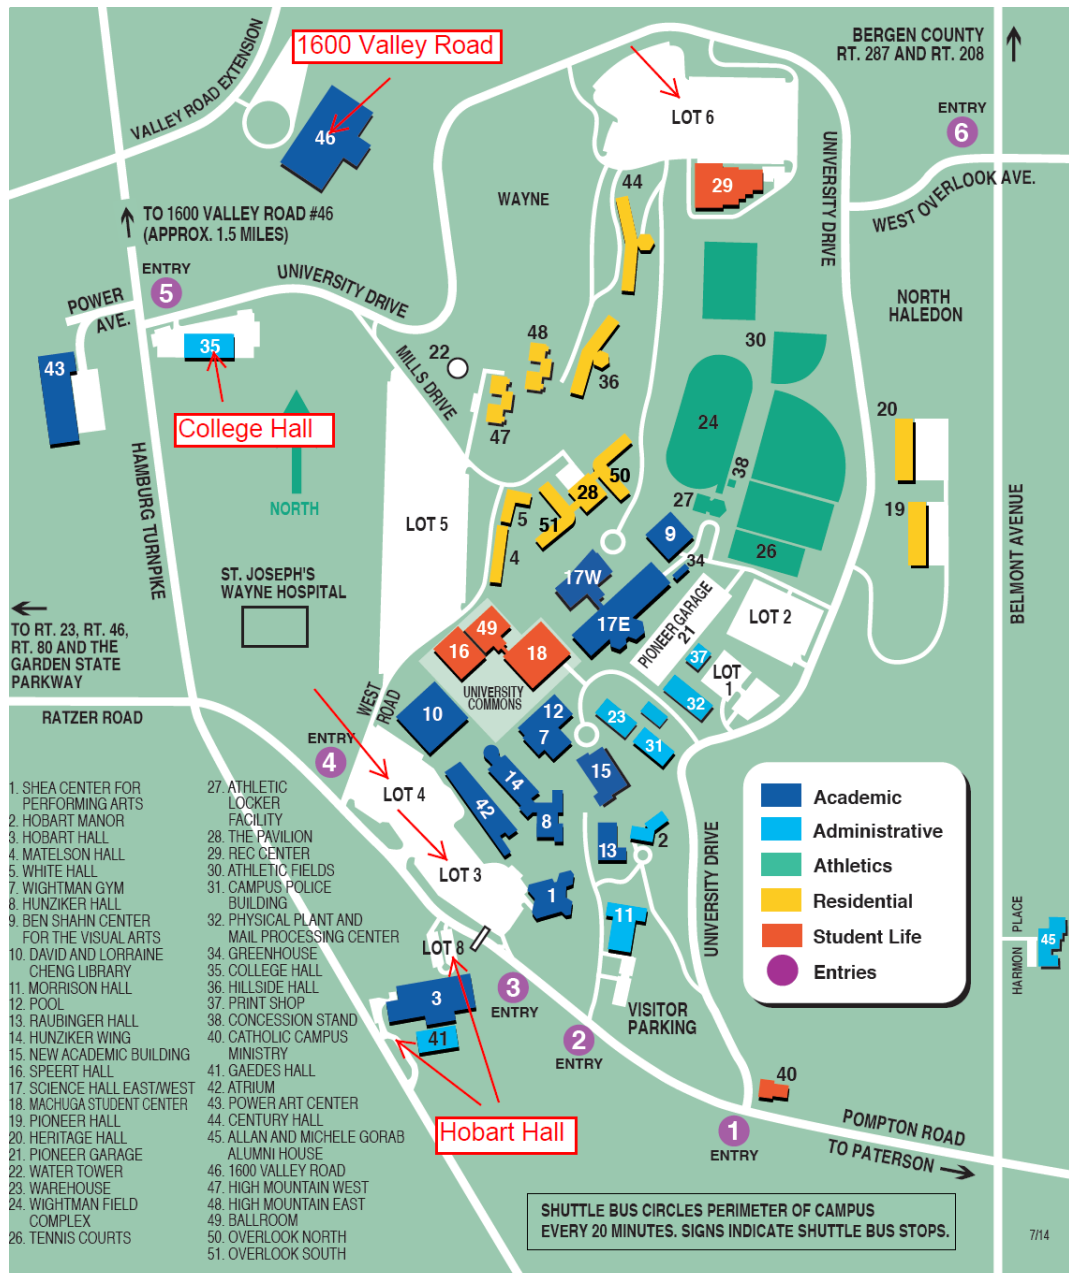 1600 Valley Road
BERGEN COUNTY
RT. 287 AND RT. 208
VALLEY ROAD EXTENSION
46
LOT 6
ENTRY
6
UNIVERSITY DRIVE
WEST OVERLOOK AVE.
44
29
WAYNE
TO 1600 VALLEY ROAD #46
(APPROX. 1.5 MILES)
ENTRY
5
UNIVERSITY DRIVE
POWER
AVE.
NORTH
HALEDON
35
43
22
48
30
MILLS DRIVE
36
47
24
20
College Hall
HAMBURG TURNPIKE
NORTH
LOT 5
38
50
28
27
5
51
4
9
26
19
BELMONT AVENUE
34
17W
ST. JOSEPH'S
WAYNE HOSPITAL
TO RT. 23, RT. 46,
RT. 80 AND THE
GARDEN STATE
PARKWAY
49
17E
PIONEER GARAGE
21
LOT 2
16
18
37
LOT
1
UNIVERSITY
COMMONS
WEST
ROAD
32
RATZER ROAD
10
12
7
23
31
ENTRY
4
15
14
42
8
LOT 4
13
2
UNIVERSITY DRIVE
LOT 3
1
11
LOT 8
3
41
3
ENTRY
VISITOR
PARKING
2
ENTRY
Hobart Hall
40
1
ENTRY
POMPTON ROAD
TO PATERSON
HARMON PLACE
45
Academic
Administrative
Athletics
Residential
Student Life
Entries
1. SHEA CENTER FOR
PERFORMING ARTS
2. HOBART MANOR
3. HOBART HALL
4. MATELSON HALL
5. WHITE HALL
7. WIGHTMAN GYM
8. HUNZIKER HALL
9. BEN SHAHN CENTER
FOR THE VISUAL ARTS
10. DAVID AND LORRAINE
CHENG LIBRARY
11. MORRISON HALL
12. POOL
13. RAUBINGER HALL
14. HUNZIKER WING
15. NEW ACADEMIC BUILDING
16. SPEERT HALL
17. SCIENCE HALL EAST/WEST
18. MACHUGA STUDENT CENTER
19. PIONEER HALL
20. HERITAGE HALL
21. PIONEER GARAGE
22. WATER TOWER
23. WAREHOUSE
24. WIGHTMAN FIELD
COMPLEX
26. TENNIS COURTS
27. ATHLETIC
LOCKER
FACILITY
28. THE PAVILION
29. REC CENTER
30. ATHLETIC FIELDS
31. CAMPUS POLICE
BUILDING
32. PHYSICAL PLANT AND
MAIL PROCESSING CENTER
34. GREENHOUSE
35. COLLEGE HALL
36. HILLSIDE HALL
37. PRINT SHOP
38. CONCESSION STAND
40. CATHOLIC CAMPUS
MINISTRY
41. GAEDES HALL
42. ATRIUM
43. POWER ART CENTER
44. CENTURY HALL
45. ALLAN AND MICHELE GORAB
ALUMNI HOUSE
46. 1600 VALLEY ROAD
47. HIGH MOUNTAIN WEST
48. HIGH MOUNTAIN EAST
49. BALLROOM
50. OVERLOOK NORTH
51. OVERLOOK SOUTH
SHUTTLE BUS CIRCLES PERIMETER OF CAMPUS
EVERY 20 MINUTES. SIGNS INDICATE SHUTTLE BUS STOPS.
7/14